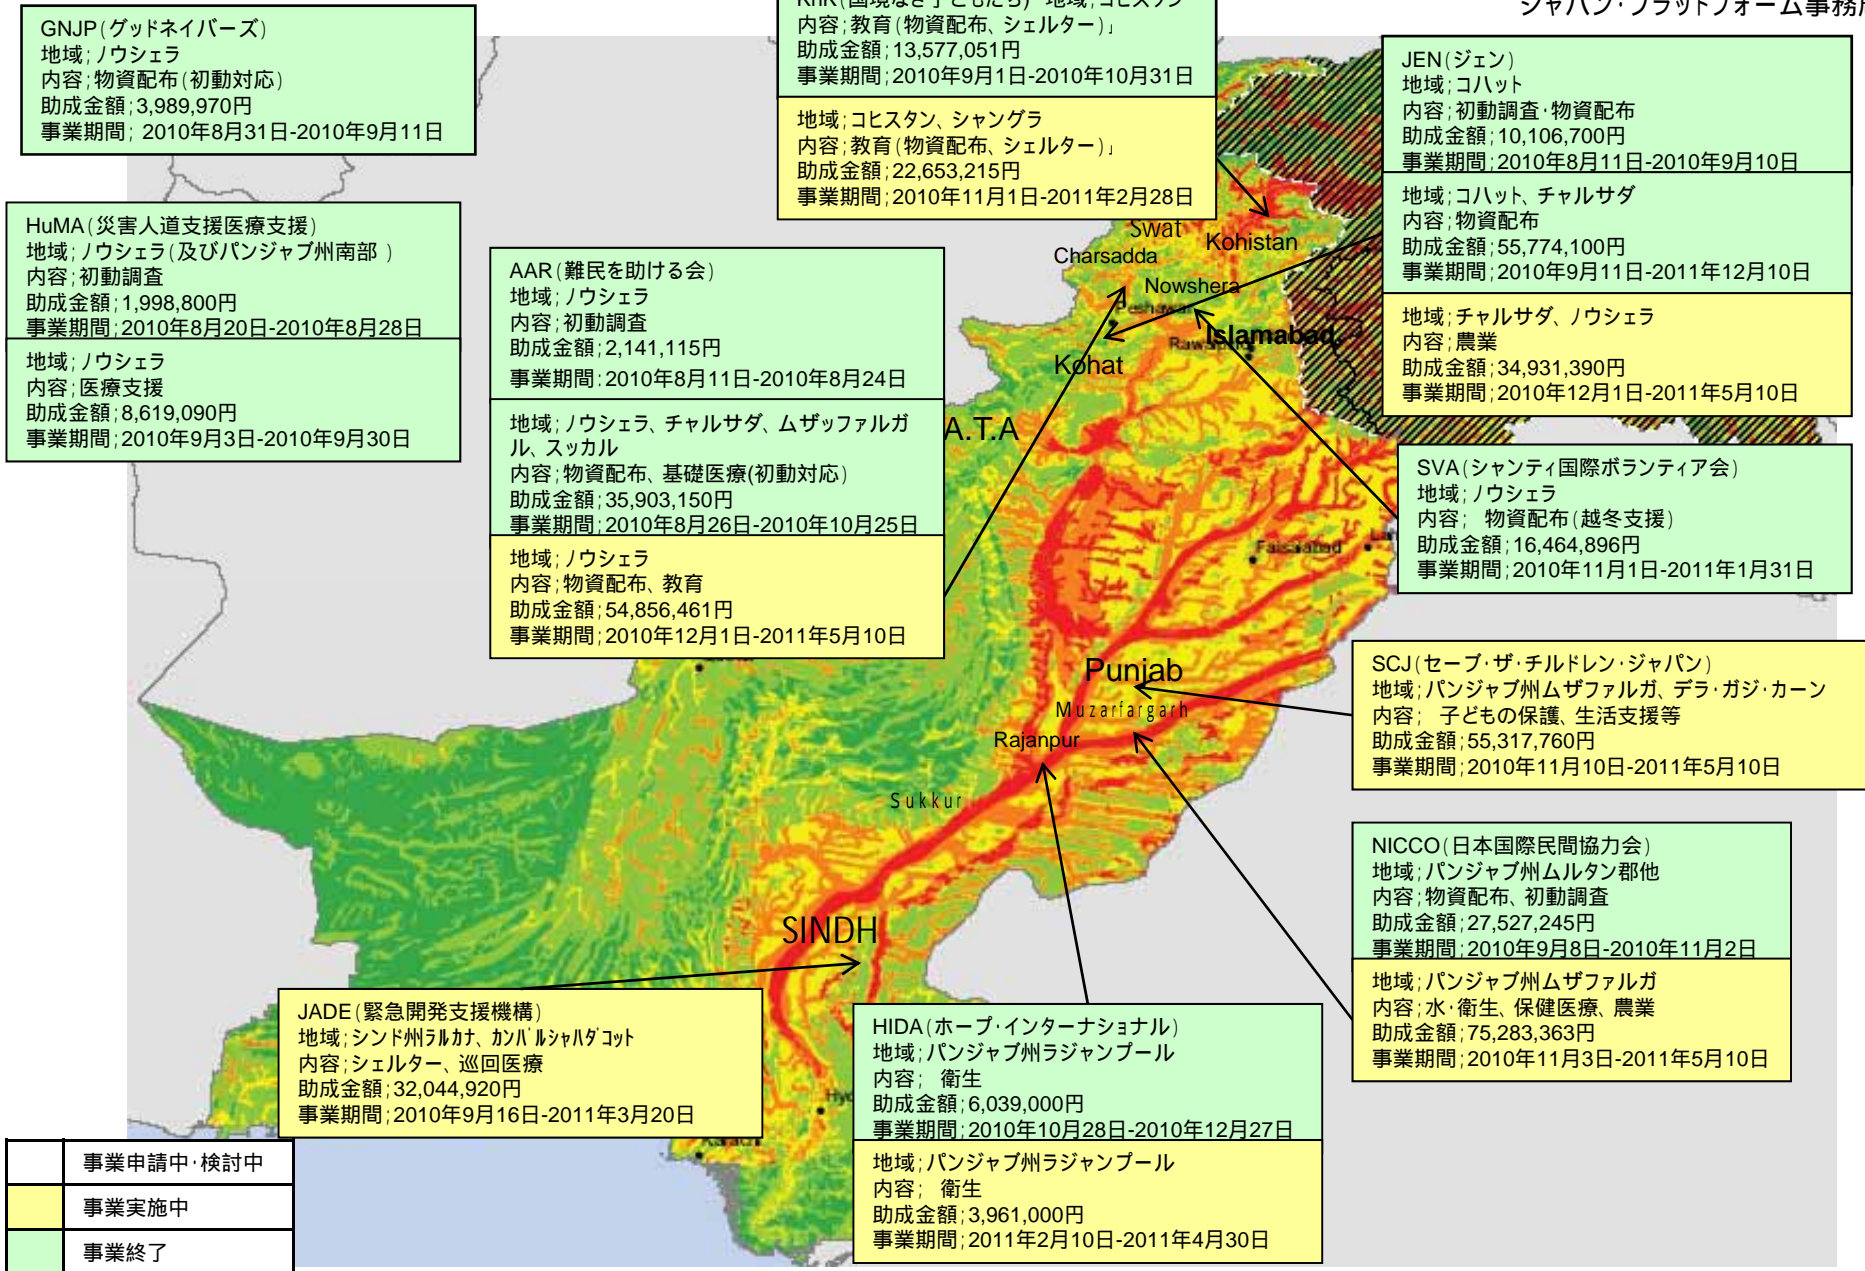 ジャパン・プラットフォーム事務局
GNJP(グッドネイバーズ)
地域;ノウシェラ
内容;物資配布(初動対応)
助成金額;3,989,970円
事業期間; 2010年8月31日-2010年9月11日
KnK(国境なき子どもたち) 地域;コヒスタン
内容;教育(物資配布、シェルター)」
助成金額;13,577,051円
事業期間;2010年9月1日-2010年10月31日
地域;コヒスタン、シャングラ
内容;教育(物資配布、シェルター)」
助成金額;22,653,215円
事業期間;2010年11月1日-2011年2月28日
JEN(ジェン)
地域;コハット
内容;初動調査・物資配布
助成金額;10,106,700円
事業期間;2010年8月11日-2010年9月10日
地域;コハット、チャルサダ
内容;物資配布
助成金額;55,774,100円
事業期間;2010年9月11日-2011年12月10日
地域;チャルサダ、ノウシェラ
内容;農業
助成金額;34,931,390円
事業期間;2010年12月1日-2011年5月10日
HuMA(災害人道支援医療支援)
地域;ノウシェラ(及びパンジャブ州南部 )
内容;初動調査
助成金額;1,998,800円
事業期間;2010年8月20日-2010年8月28日
地域;ノウシェラ
内容;医療支援
助成金額;8,619,090円
事業期間;2010年9月3日-2010年9月30日
AAR(難民を助ける会)
地域;ノウシェラ
内容;初動調査
助成金額;2,141,115円
事業期間:2010年8月11日-2010年8月24日
地域;ノウシェラ、チャルサダ、ムザッファルガ
ル、スッカル
内容;物資配布、基礎医療(初動対応)
助成金額;35,903,150円
事業期間;2010年8月26日-2010年10月25日
地域;ノウシェラ
内容;物資配布、教育
助成金額;54,856,461円
事業期間;2010年12月1日-2011年5月10日
Swat
Kohistan
Charsadda
Nowshera
Peshawar
Islamabad
Kohat
A.T.A
Faisalabad
SVA(シャンティ国際ボランティア会)
地域;ノウシェラ
内容; 物資配布(越冬支援)
助成金額;16,464,896円
事業期間;2010年11月1日-2011年1月31日
Punjab
Muzarfargarh
Rajanpur
Sukkur
SINDH
SCJ(セーブ・ザ・チルドレン・ジャパン)
地域;パンジャブ州ムザファルガ、デラ・ガジ・カーン
内容; 子どもの保護、生活支援等
助成金額;55,317,760円
事業期間;2010年11月10日-2011年5月10日
NICCO(日本国際民間協力会)
地域;パンジャブ州ムルタン郡他
内容;物資配布、初動調査
助成金額;27,527,245円
事業期間;2010年9月8日-2010年11月2日
地域;パンジャブ州ムザファルガ
内容;水・衛生、保健医療、農業
助成金額;75,283,363円
事業期間;2010年11月3日-2011年5月10日
JADE(緊急開発支援機構)
地域;シンド州ラルカナ、カンバルシャハダコット
内容;シェルター、巡回医療
助成金額;32,044,920円
事業期間;2010年9月16日-2011年3月20日
HIDA(ホープ・インターナショナル)
地域;パンジャブ州ラジャンプール
内容; 衛生
助成金額;6,039,000円
事業期間;2010年10月28日-2010年12月27日
地域;パンジャブ州ラジャンプール
内容; 衛生
助成金額;3,961,000円
事業期間;2011年2月10日-2011年4月30日
Karachi
事業申請中・検討中
事業実施中
事業終了